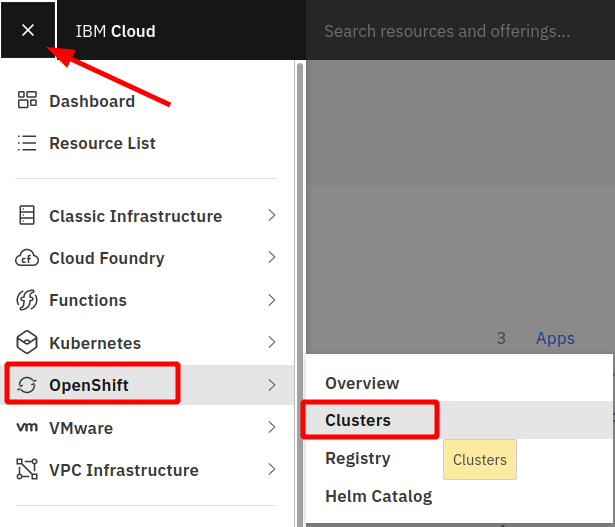 IBM Cloud
Search resources and offerings...
Dashboard
Resource List
Classic Infrastructure
cf Cloud Foundry
Functions
Kubernetes
OpenShift
vm VMware
VPC Infrastructure
3 Apps
Overview
Clusters
Registry
Clusters
Helm Catalog